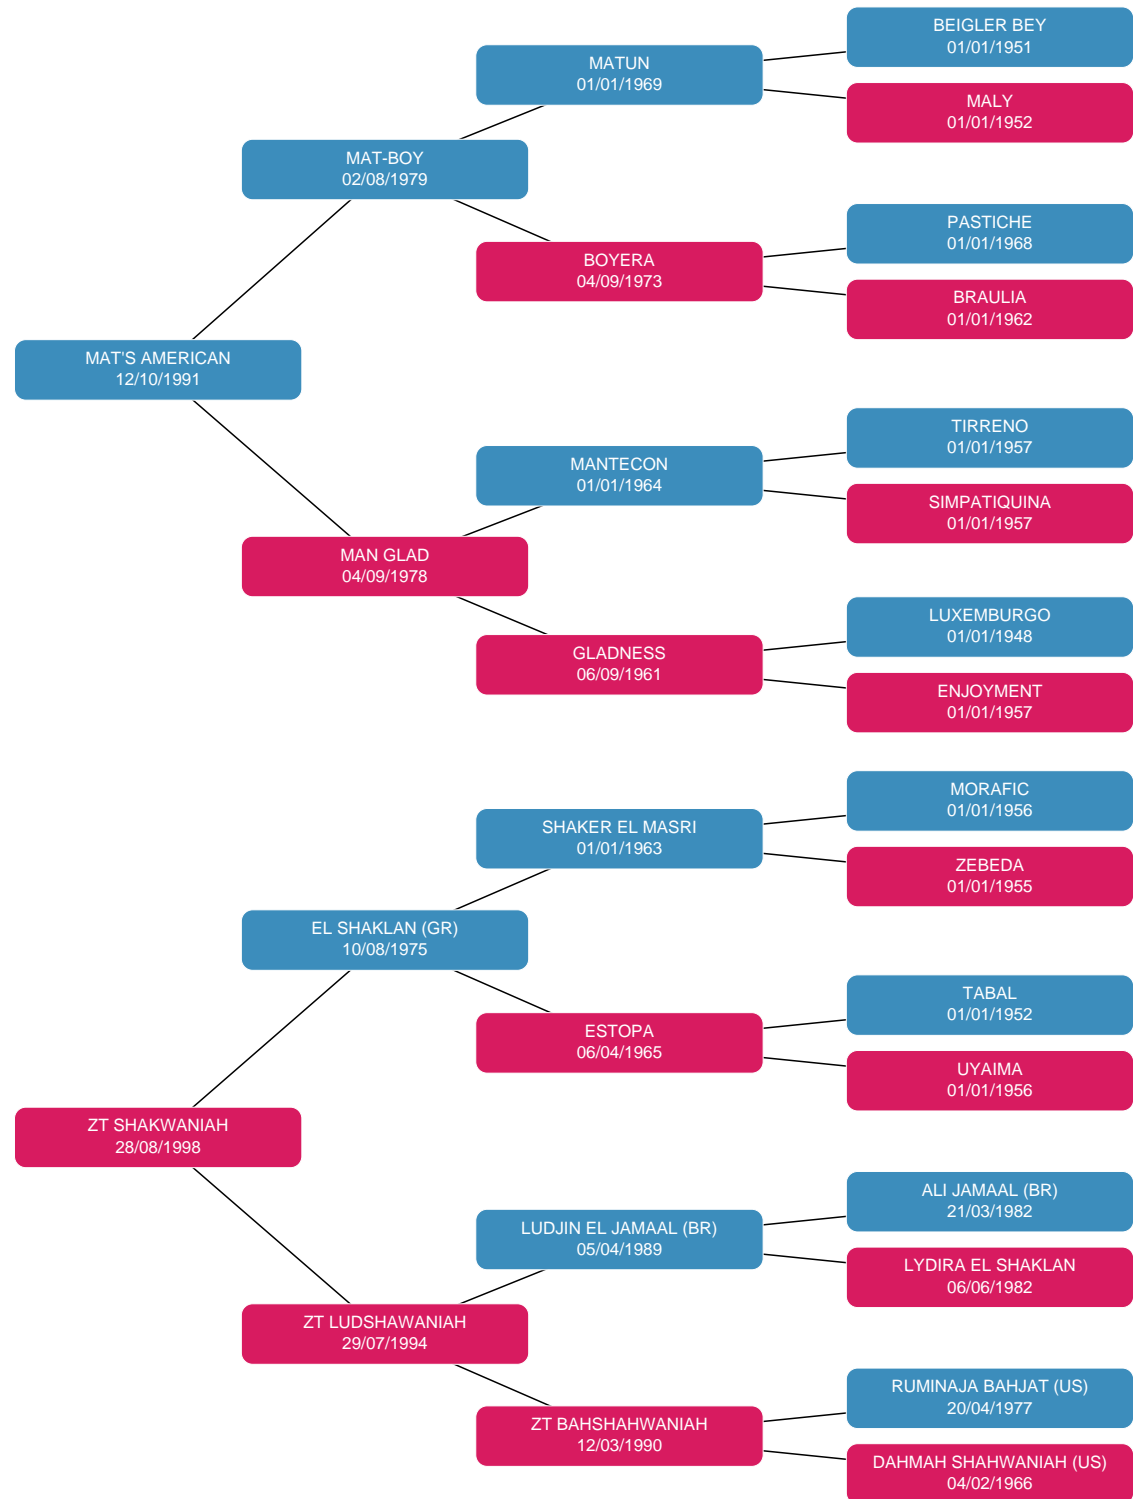 BEIGLER BEY
01/01/1951
MATUN
01/01/1969
MALY
01/01/1952
MAT-BOY
02/08/1979
PASTICHE
01/01/1968
BOYERA
04/09/1973
BRAULIA
01/01/1962
MAT'S AMERICAN
12/10/1991
TIRRENO
01/01/1957
MANTECON
01/01/1964
SIMPATIQUINA
01/01/1957
MAN GLAD
04/09/1978
LUXEMBURGO
01/01/1948
GLADNESS
06/09/1961
ENJOYMENT
01/01/1957
MORAFIC
01/01/1956
SHAKER EL MASRI
01/01/1963
ZEBEDA
01/01/1955
EL SHAKLAN (GR)
10/08/1975
TABAL
01/01/1952
ESTOPA
06/04/1965
UYAIMA
01/01/1956
ZT SHAKWANIAH
28/08/1998
ALI JAMAAL (BR)
21/03/1982
LUDJIN EL JAMAAL (BR)
05/04/1989
LYDIRA EL SHAKLAN
06/06/1982
ZT LUDSHAWANIAH
29/07/1994
RUMINAJA BAHJAT (US)
20/04/1977
ZT BAHSHAHWANIAH
12/03/1990
DAHMAH SHAHWANIAH (US)
04/02/1966